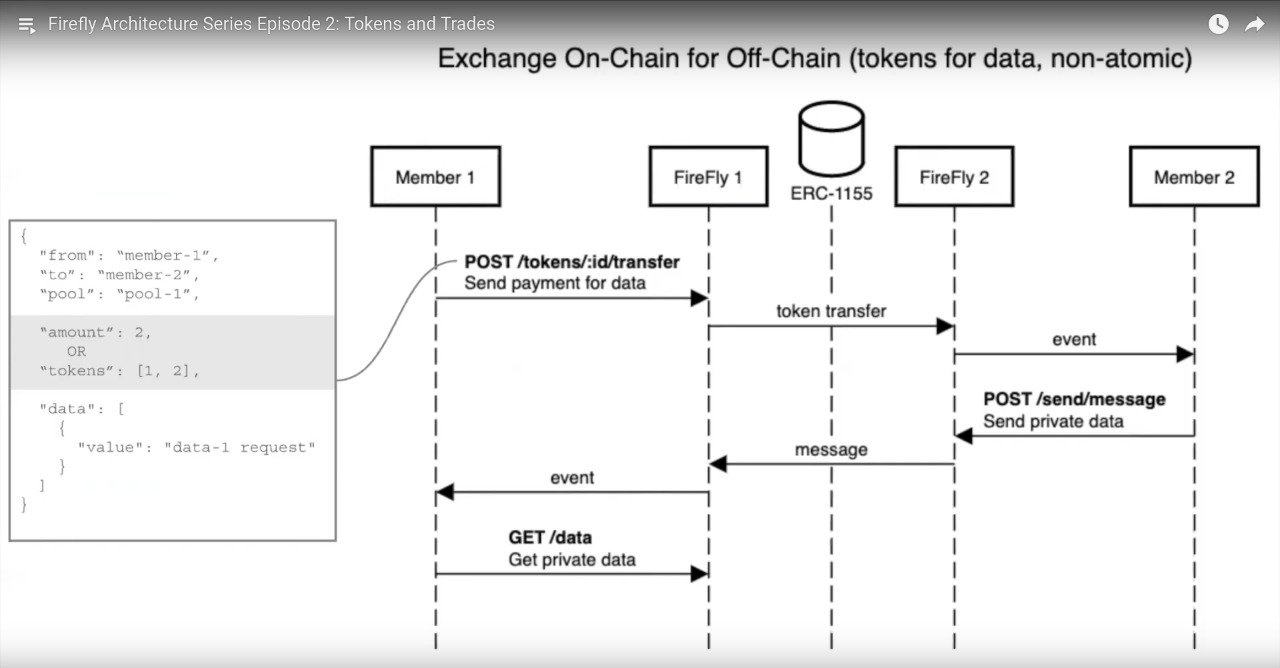 Firefly Architecture Series Episode 2: Tokens and Trades
Exchange On-Chain for Off-Chain (tokens for data, non-atomic)
Member 1
FireFly 1
ERC-1155
FireFly 2
Member 2
{
"from": “member-1”,
“to”: “member-2”,
“pool”: “pool-1”,
“amount”: 2,
OR
“tokens”: [1, 2],
"data": [
{
"value": "data-1 request"
}
]
}
POST /tokens/:id/transfer
Send payment for data
token transfer
event
POST /send/message
Send private data
message
event
GET /data
Get private data